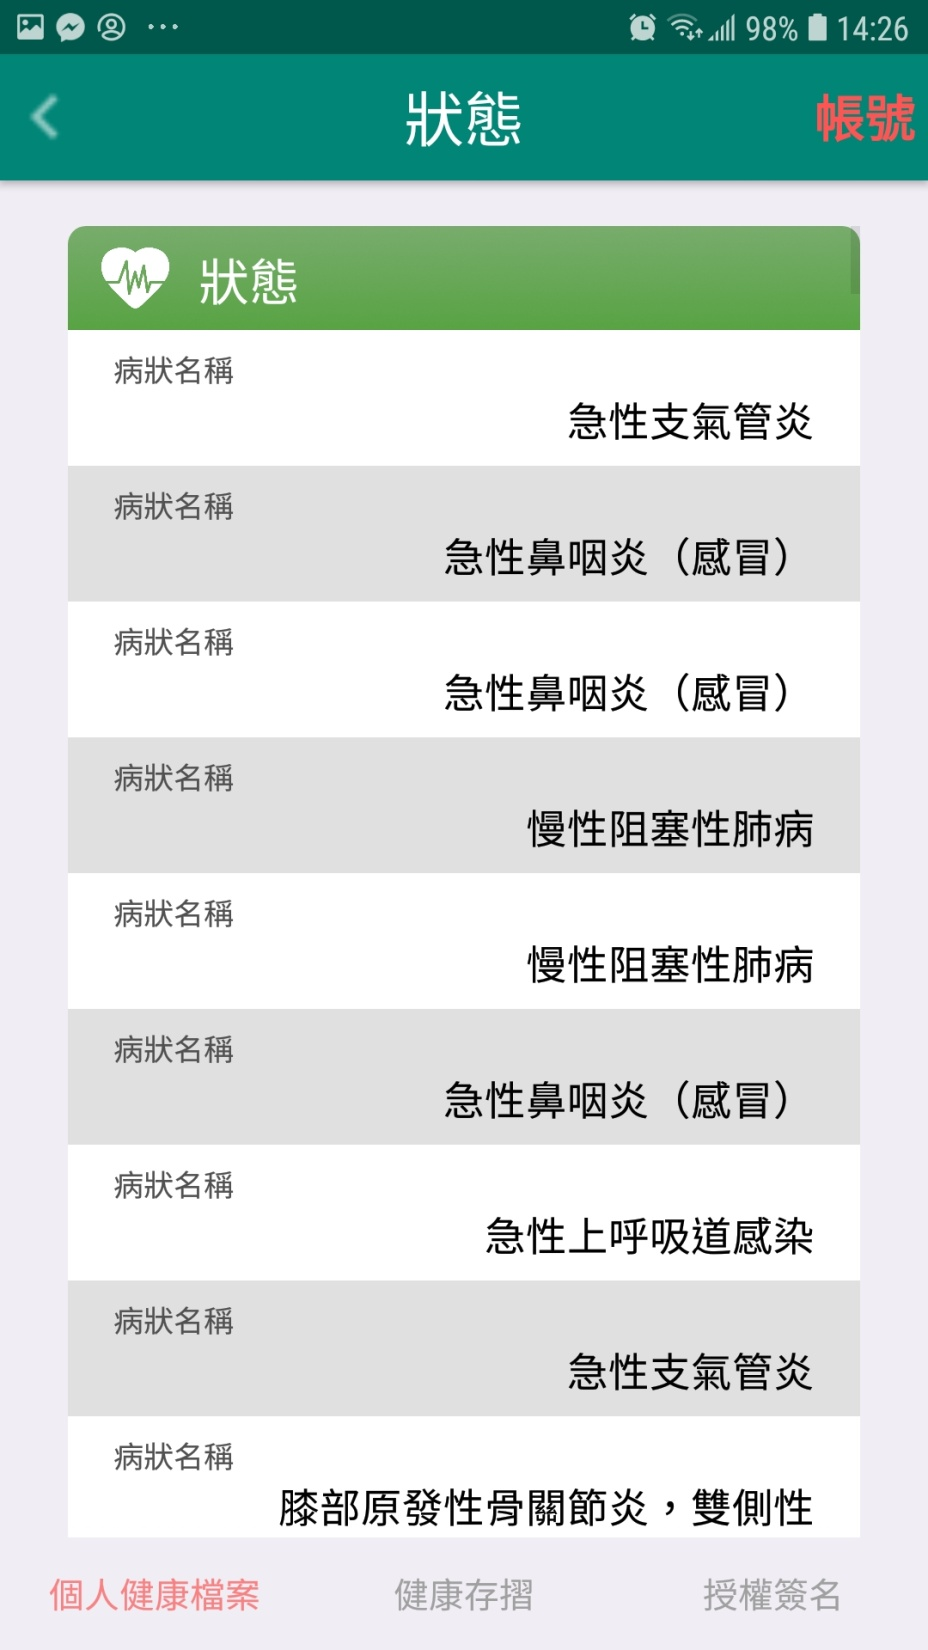 98% 14:26
狀態
帳號
狀態
病狀名稱
急性支氣管炎
病狀名稱
急性鼻咽炎（感冒）
病狀名稱
急性鼻咽炎（感冒）
病狀名稱
慢性阻塞性肺病
病狀名稱
慢性阻塞性肺病
病狀名稱
急性鼻咽炎（感冒）
病狀名稱
急性上呼吸道感染
病狀名稱
急性支氣管炎
病狀名稱
膝部原發性骨關節炎，雙側性
個人健康檔案 健康存摺 授權簽名